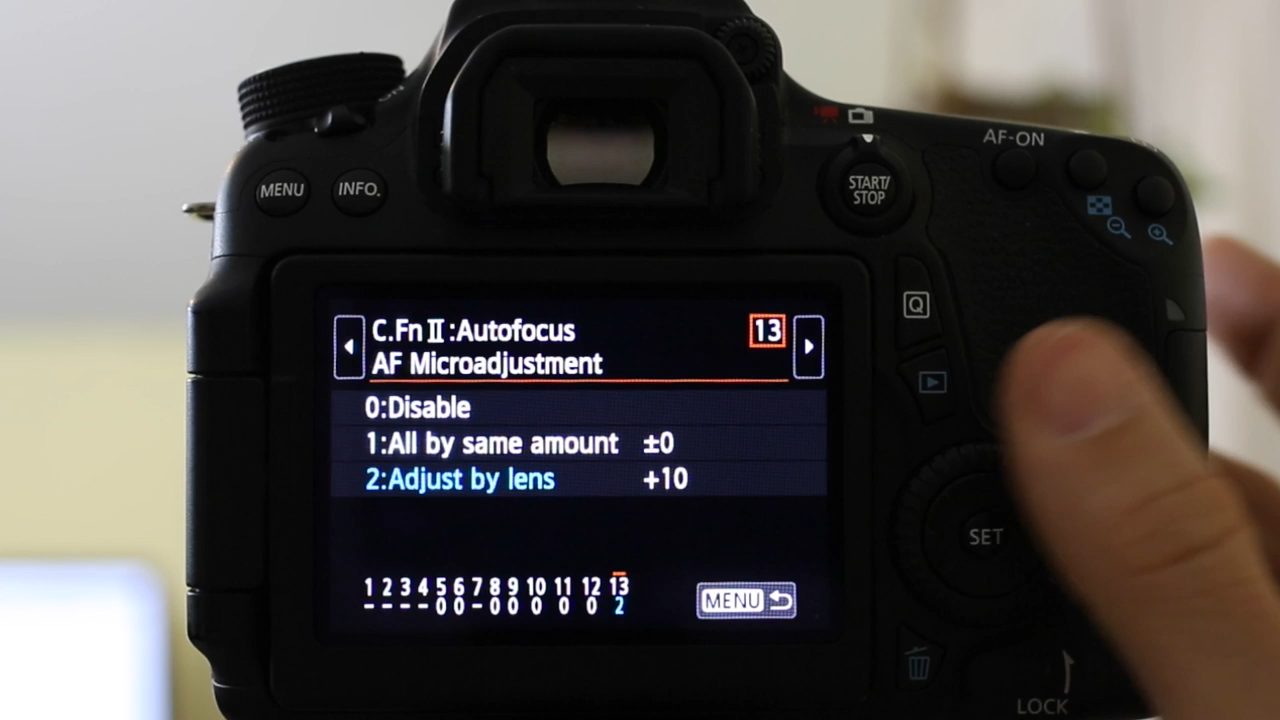 ON
AF-ON
MENU INFO.
START/
STOP
Q
C.Fn II :Autofocus 13
AF Microadjustment
0:Disable
1:All by same amount ±0
2:Adjust by lens +10
SET
1 2 3 4 5 6 7 8 9 10 11 12 13
- - - - 0 0 - 0 0 0 0 0 2
MENU
LOCK